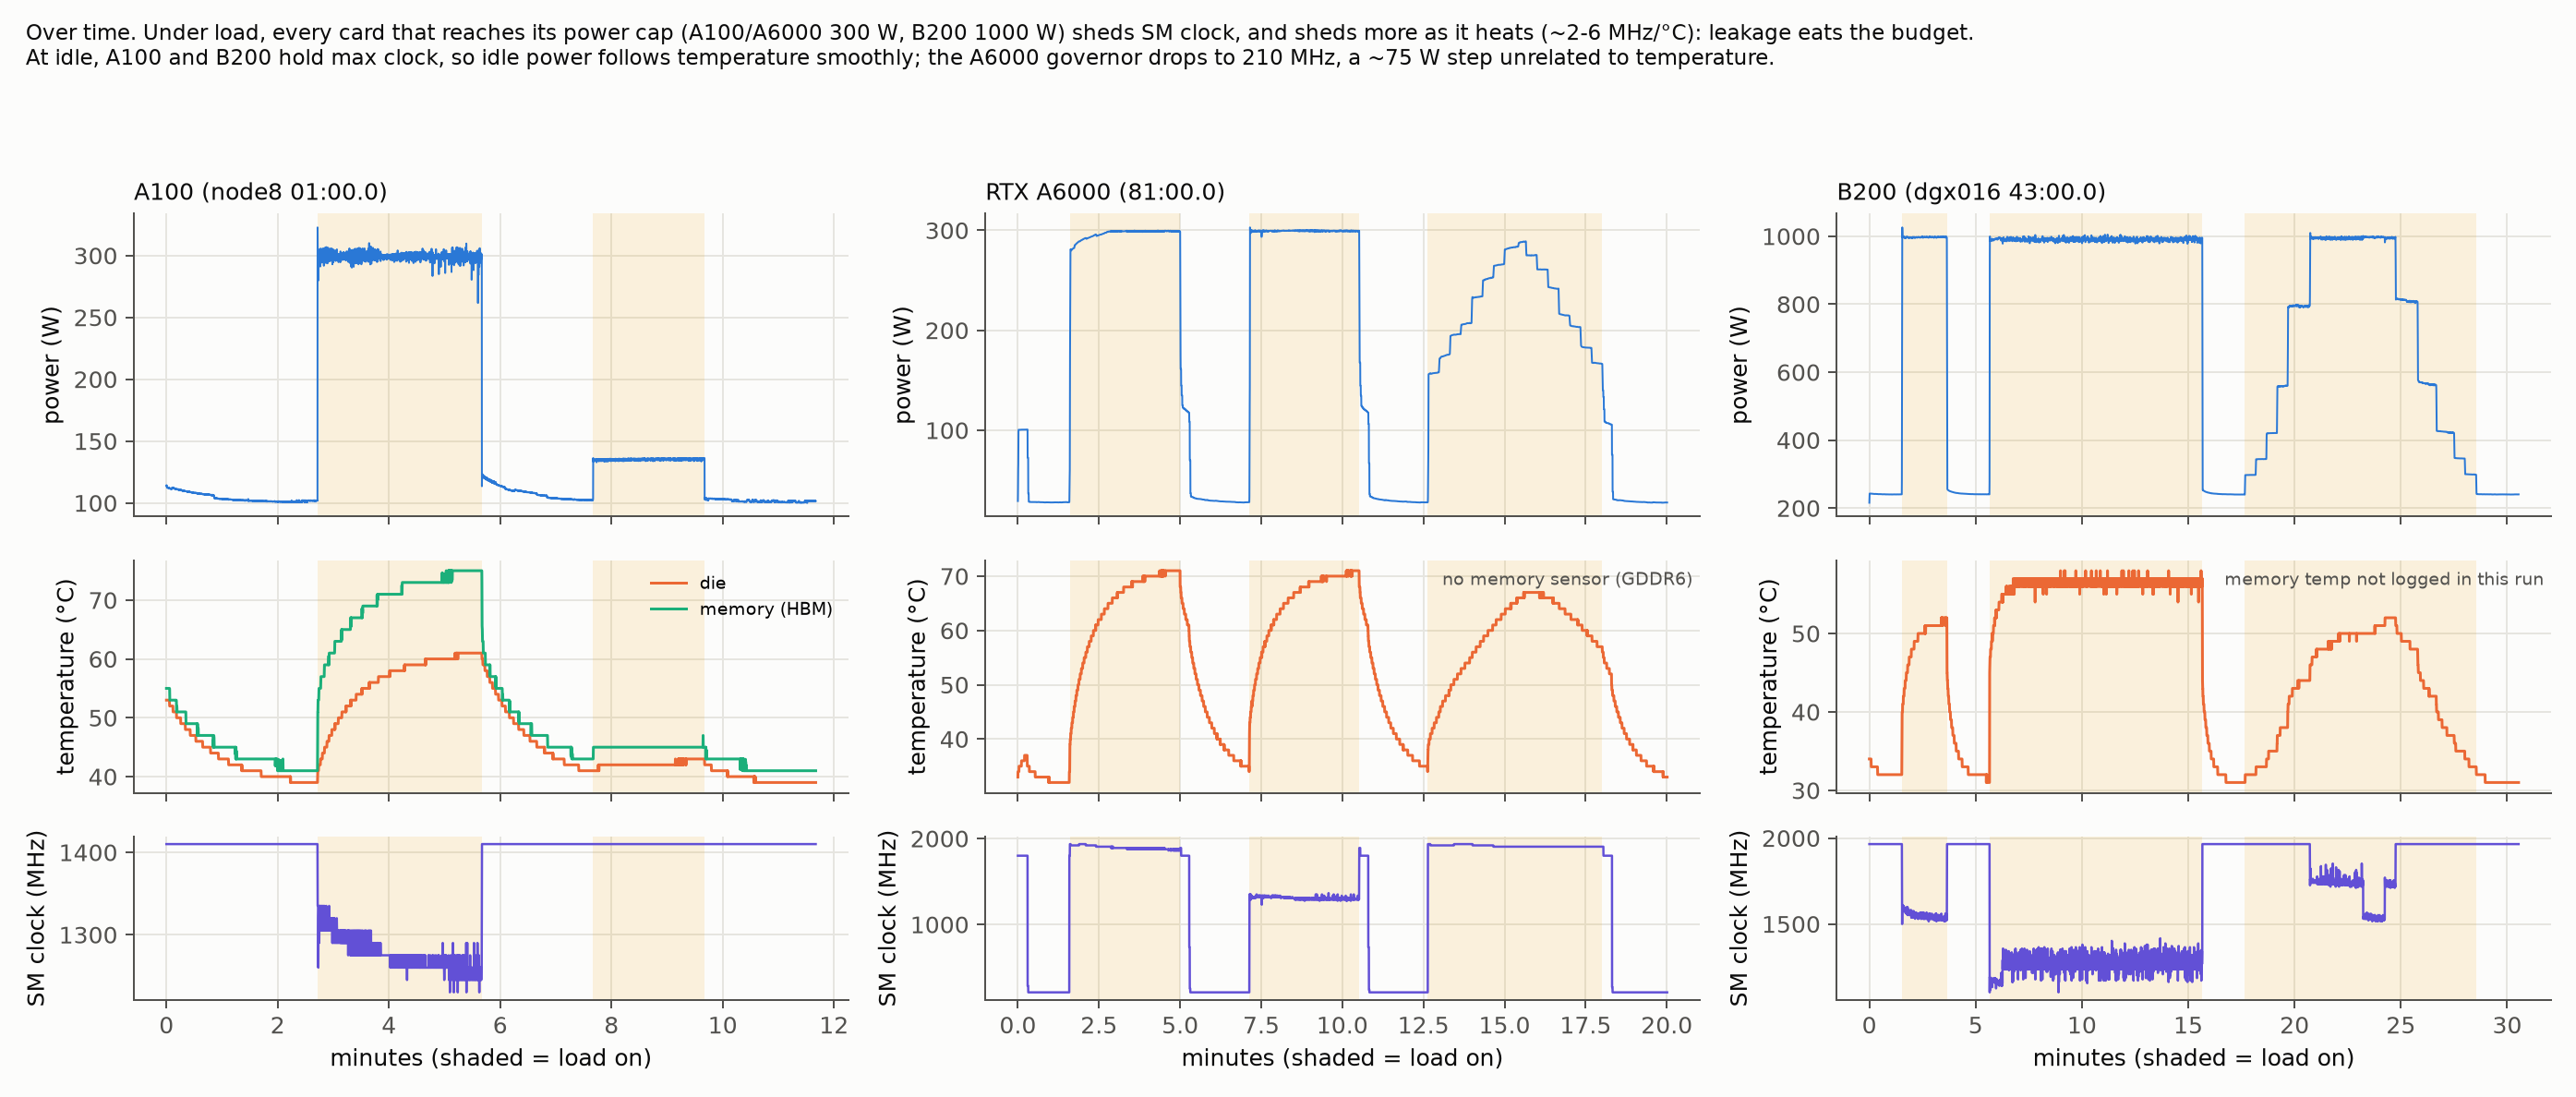 Over time. Under load, every card that reaches its power cap (A100/A6000 300 W, B200 1000 W) sheds SM clock, and sheds more as it heats (~2-6 MHz/°C): leakage eats the budget.
At idle, A100 and B200 hold max clock, so idle power follows temperature smoothly; the A6000 governor drops to 210 MHz, a ~75 W step unrelated to temperature.
A100 (node8 01:00.0)
power (W)
300
250
200
150
100
temperature (°C)
70
60
50
40
die
memory (HBM)
SM clock (MHz)
1400
1300
0 2 4 6 8 10 12
minutes (shaded = load on)
RTX A6000 (81:00.0)
power (W)
300
200
100
temperature (°C)
70
60
50
40
no memory sensor (GDDR6)
SM clock (MHz)
2000
1000
0.0 2.5 5.0 7.5 10.0 12.5 15.0 17.5 20.0
minutes (shaded = load on)
B200 (dgx016 43:00.0)
power (W)
1000
800
600
400
200
temperature (°C)
50
40
30
memory temp not logged in this run
SM clock (MHz)
2000
1500
0 5 10 15 20 25 30
minutes (shaded = load on)